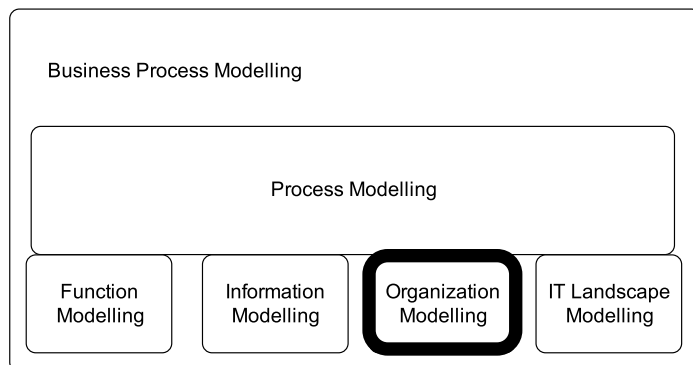 Business Process Modelling
Process Modelling
Function
Modelling
Information
Modelling
Organization
Modelling
IT Landscape
Modelling